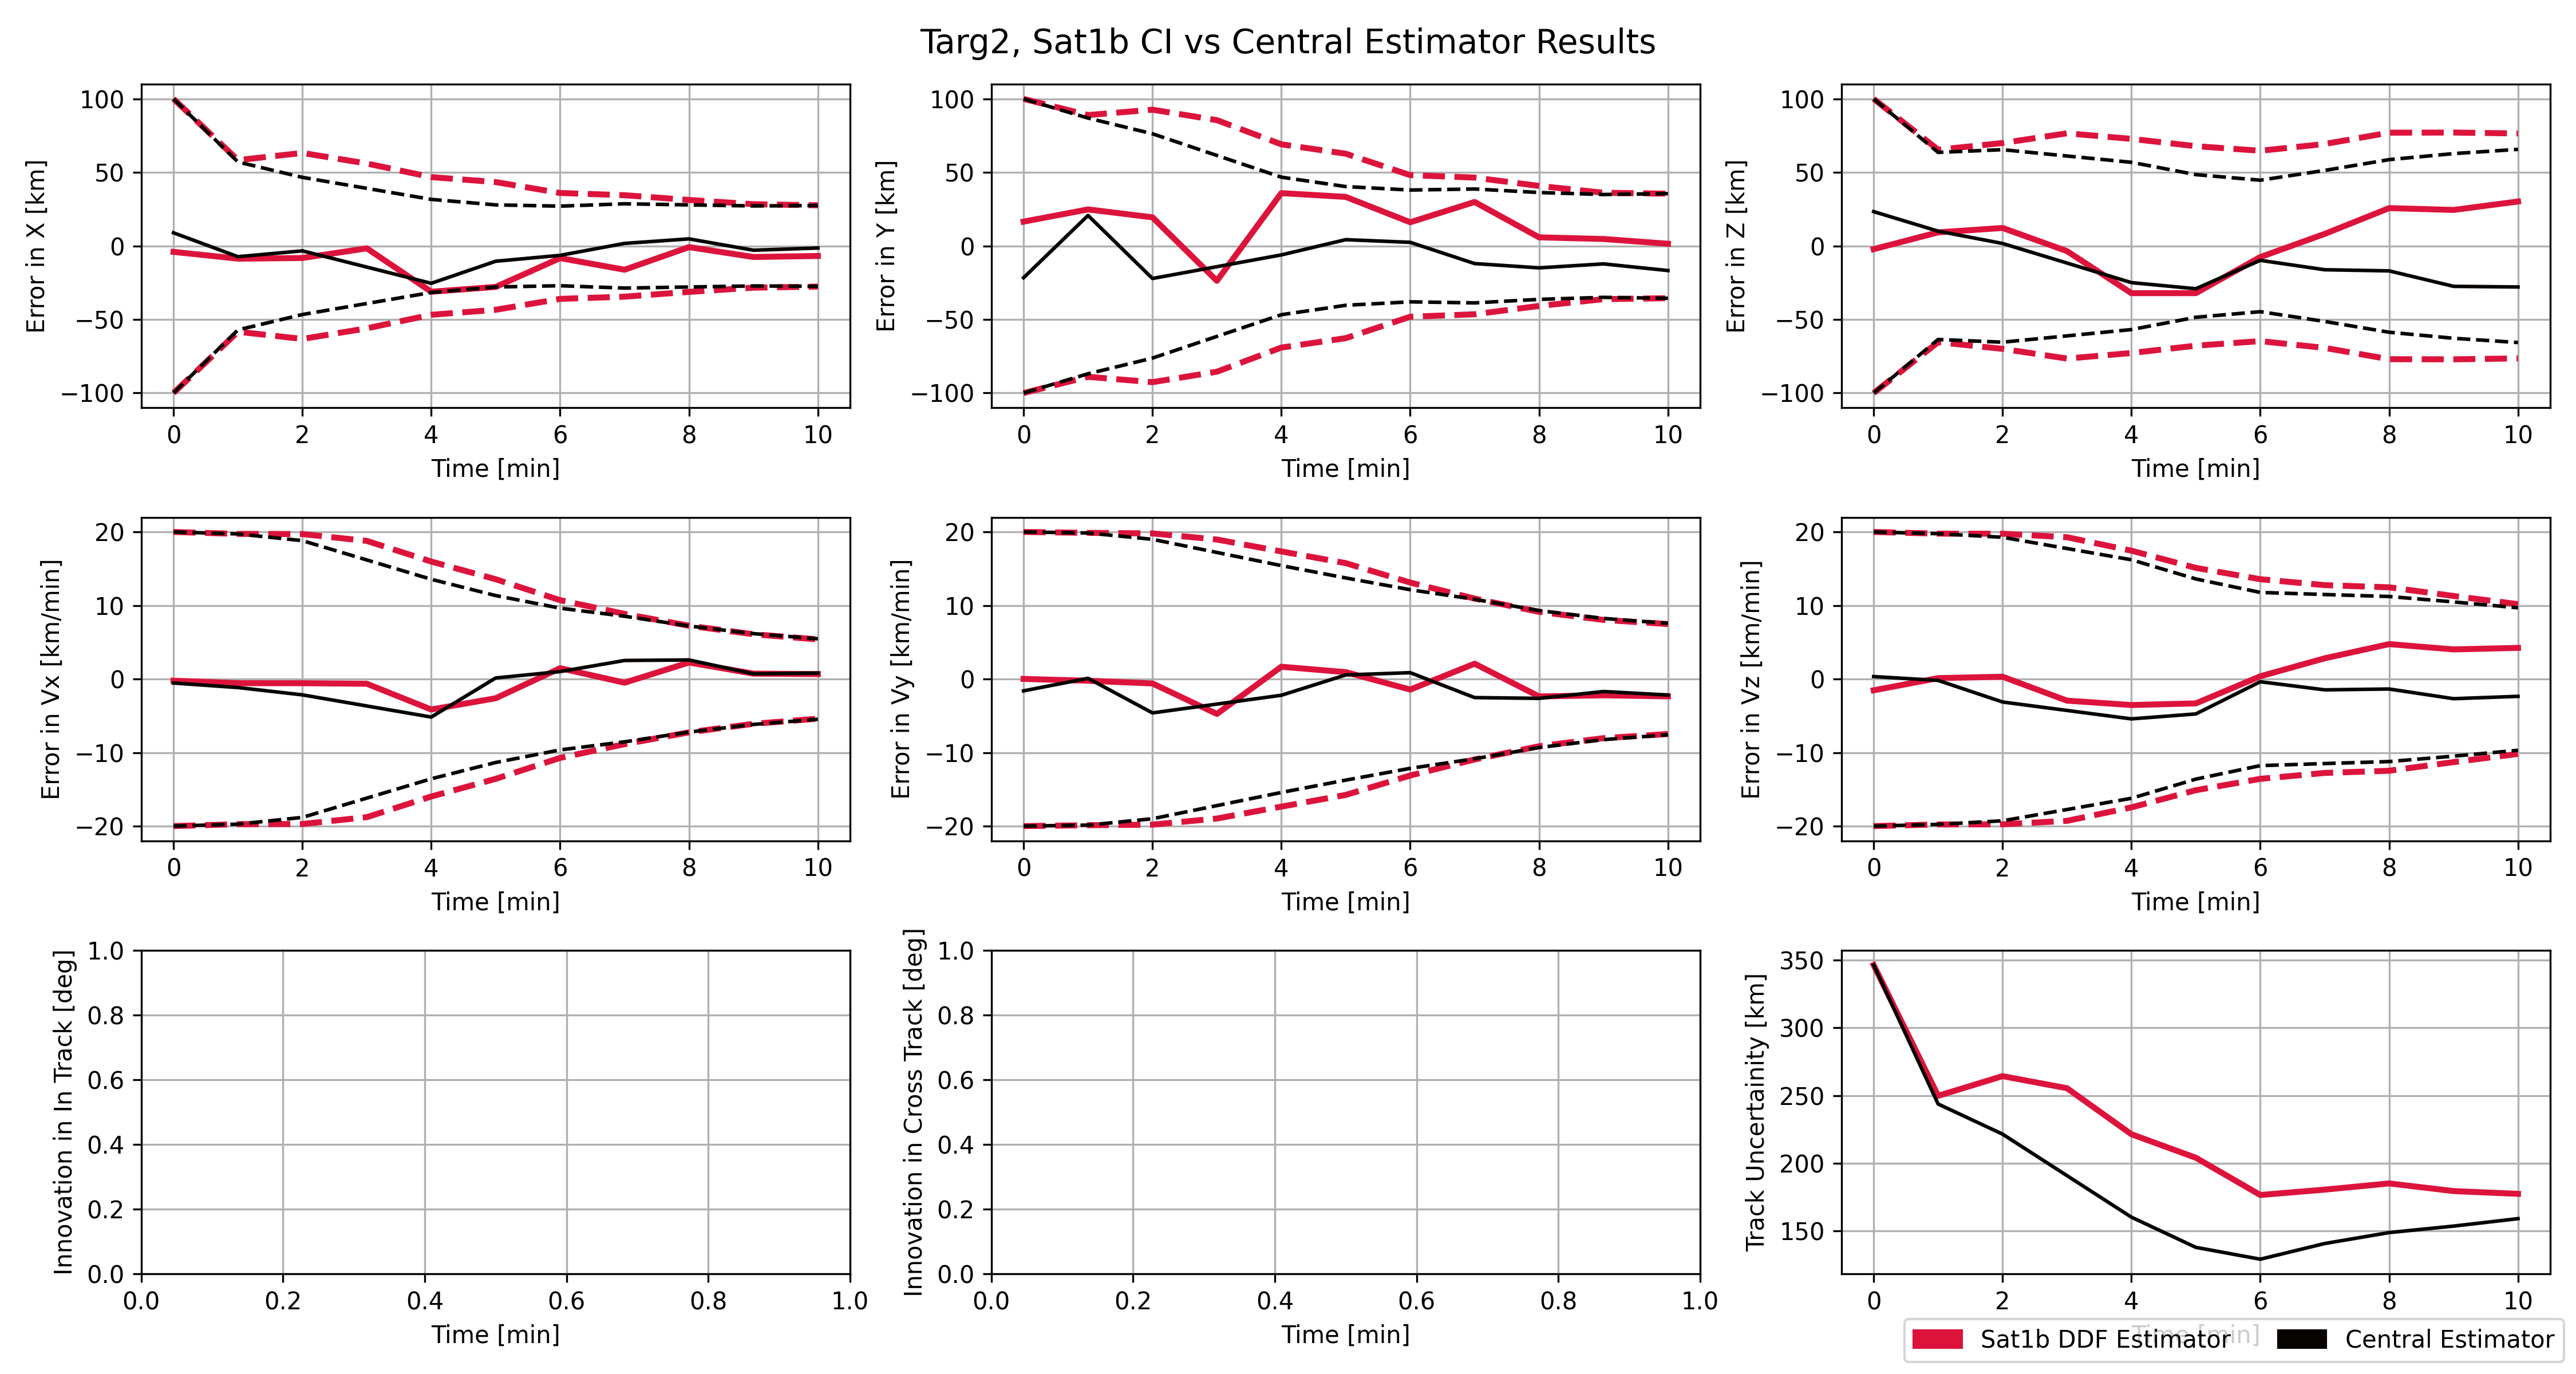 Targ2, Sat1b CI vs Central Estimator Results
Error in X [km]
100
50
0
−50
−100
0 2 4 6 8 10
Time [min]
Error in Y [km]
100
50
0
−50
−100
0 2 4 6 8 10
Time [min]
Error in Z [km]
100
50
0
−50
−100
0 2 4 6 8 10
Time [min]
Error in Vx [km/min]
20
10
0
−10
−20
0 2 4 6 8 10
Time [min]
Error in Vy [km/min]
20
10
0
−10
−20
0 2 4 6 8 10
Time [min]
Error in Vz [km/min]
20
10
0
−10
−20
0 2 4 6 8 10
Time [min]
Innovation in In Track [deg]
1.0
0.8
0.6
0.4
0.2
0.0
0.0 0.2 0.4 0.6 0.8 1.0
Time [min]
Innovation in Cross Track [deg]
1.0
0.8
0.6
0.4
0.2
0.0
0.0 0.2 0.4 0.6 0.8 1.0
Time [min]
Track Uncertainity [km]
350
300
250
200
150
0 2 4 6 8 10
Time [min]
Sat1b DDF Estimator
Central Estimator